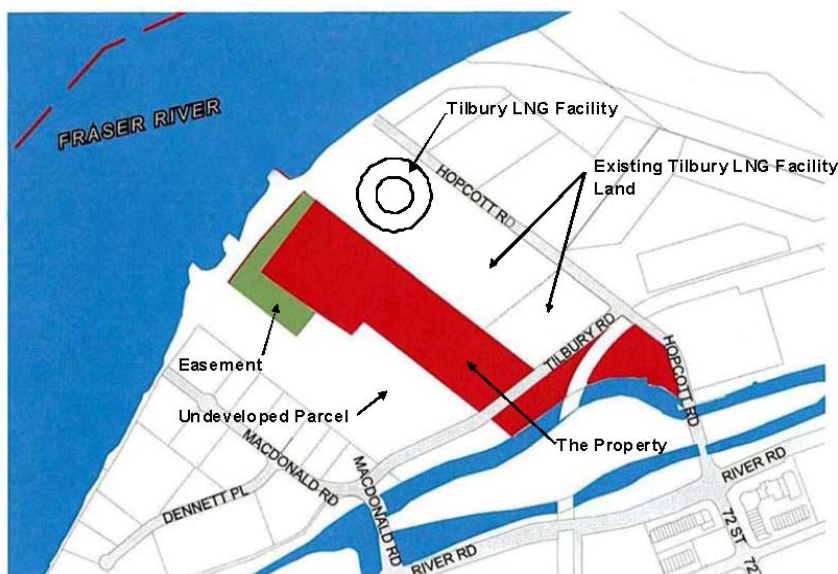 Tilbury LNG Facility
FRASER RIVER
HOPCOTT RD
Existing Tilbury LNG Facility
Land
TILBURY RD
HOPCOTT RD
Easement
Undeveloped Parcel
The Property
MACDONALD RD
MACDONALD RD
DENNETT PL
RIVER RD
RIVER RD
72 ST
72